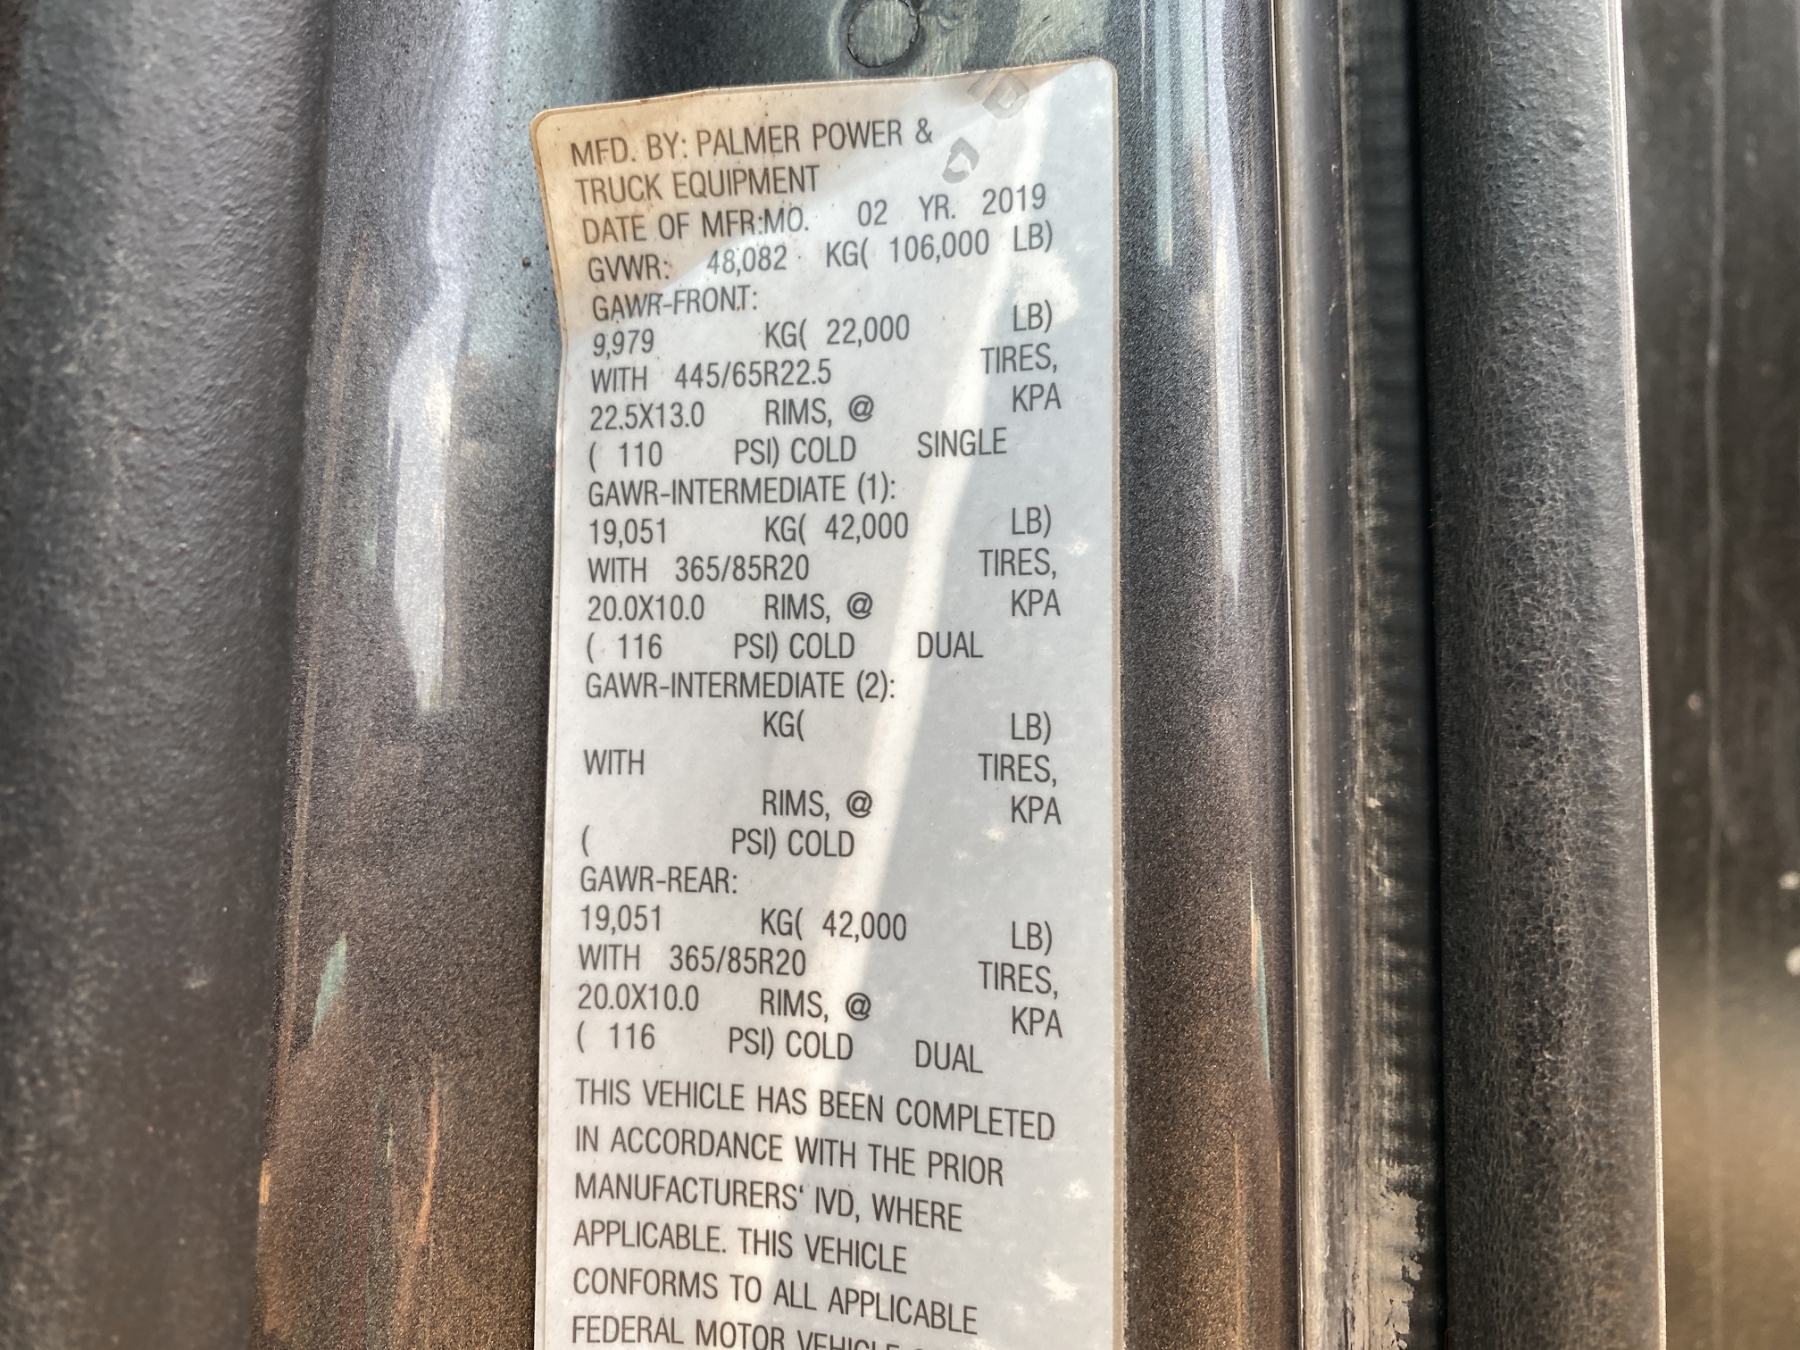 MFD. BY: PALMER POWER &
TRUCK EQUIPMENT
DATE OF MFR:MO. 02 YR. 2019
GVWR: 48,082 KG( 106,000 LB)
GAWR-FRONT:
9,979 KG( 22,000 LB)
WITH 445/65R22.5 TIRES,
22.5X13.0 RIMS, @ KPA
( 110 PSI) COLD SINGLE
GAWR-INTERMEDIATE (1):
19,051 KG( 42,000 LB)
WITH 365/85R20 TIRES,
20.0X10.0 RIMS, @ KPA
( 116 PSI) COLD DUAL
GAWR-INTERMEDIATE (2):
KG( LB)
WITH TIRES,
RIMS, @ KPA
( PSI) COLD
GAWR-REAR:
19,051 KG( 42,000 LB)
WITH 365/85R20 TIRES,
20.0X10.0 RIMS, @ KPA
( 116 PSI) COLD DUAL
THIS VEHICLE HAS BEEN COMPLETED
IN ACCORDANCE WITH THE PRIOR
MANUFACTURERS' IVD, WHERE
APPLICABLE. THIS VEHICLE
CONFORMS TO ALL APPLICABLE
FEDERAL MOTOR VEHICLE